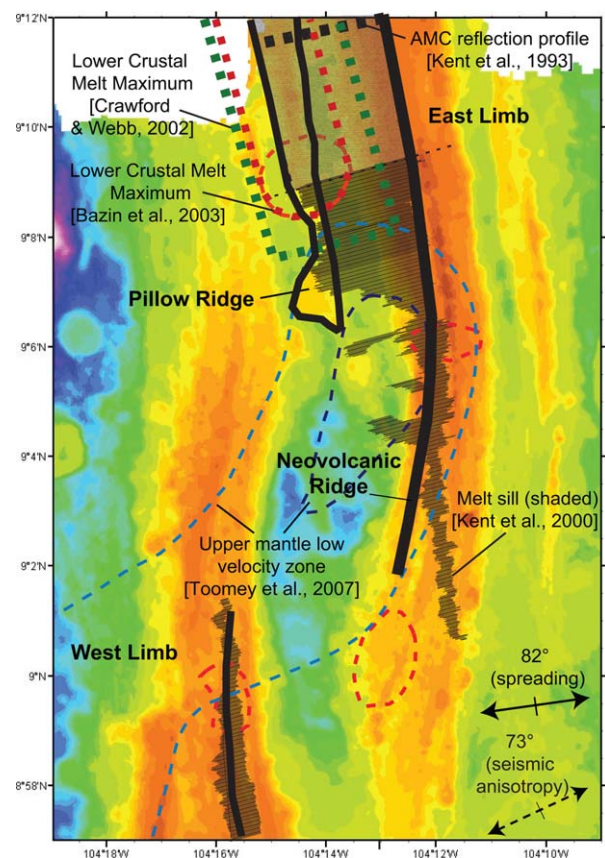 9°12'N
AMC reflection profile
[Kent et al., 1993]
Lower Crustal
Melt Maximum
[Crawford
& Webb, 2002]
East Limb
9°10'N
Lower Crustal Melt
Maximum
[Bazin et al., 2003]
9°8'N
Pillow Ridge
9°6'N
9°4'N
Neovolcanic
Ridge
Melt sill (shaded)
[Kent et al., 2000]
Upper mantle low
velocity zone
[Toomey et al., 2007]
9°2'N
West Limb
9°N
82°
(spreading)
73°
(seismic
anisotropy)
8°58'N
104°18'W
104°16'W
104°14'W
104°12'W
104°10'W